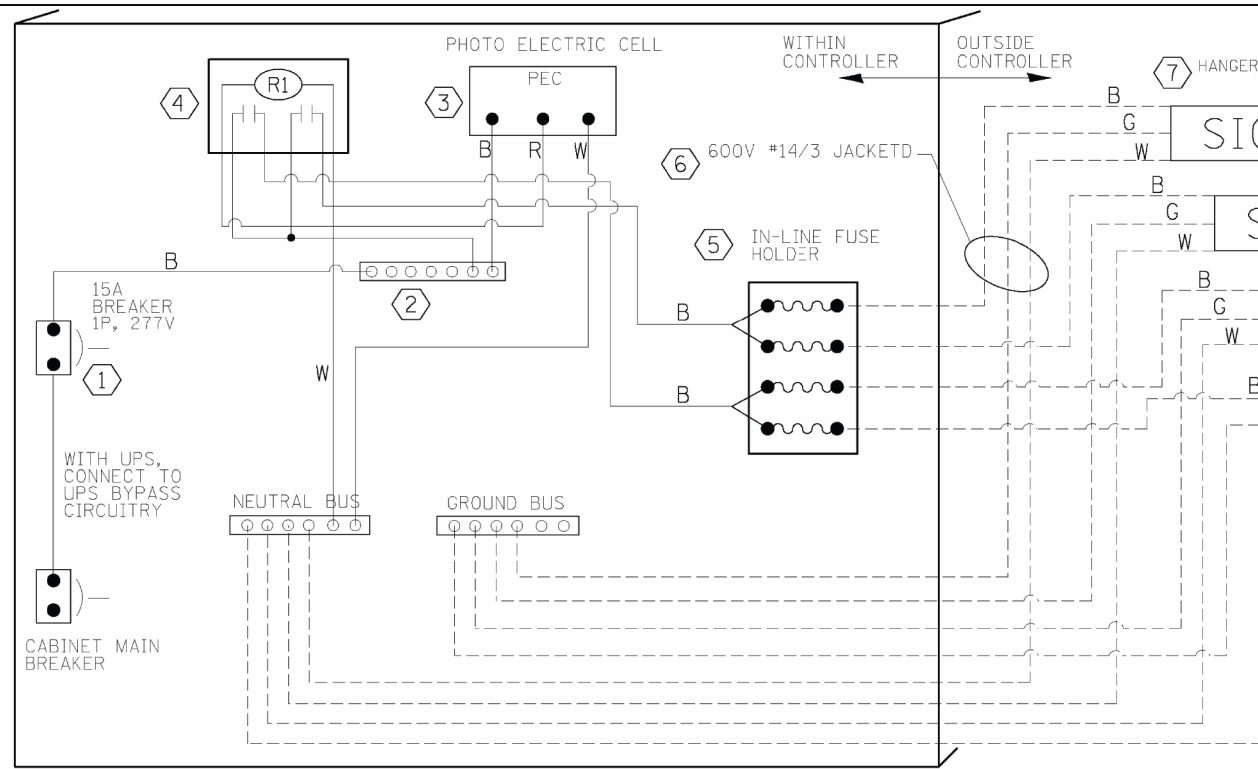 PHOTO ELECTRIC CELL
WITHIN
CONTROLLER
OUTSIDE
CONTROLLER
7
HANGER
R1
PEC
4
3
B
R
W
B
G
W
SIG
6
600V #14/3 JACKETD
B
G
W
S
5
IN-LINE FUSE
HOLDER
B
2
15A
BREAKER
1P, 277V
1
B
B
G
W
W
B
B
WITH UPS,
CONNECT TO
UPS BYPASS
CIRCUITRY
NEUTRAL BUS
GROUND BUS
CABINET MAIN
BREAKER